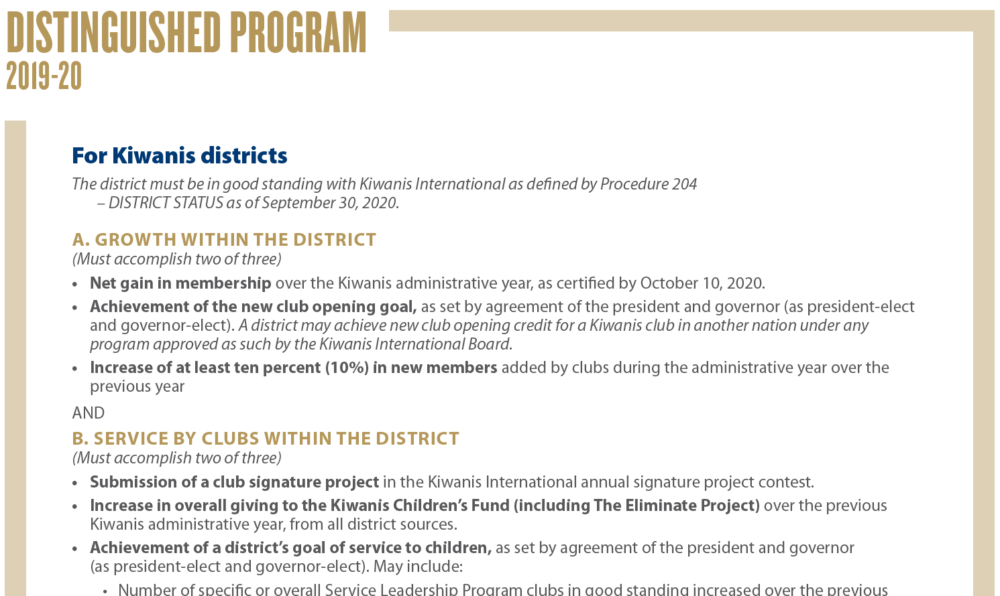 DISTINGUISHED PROGRAM
2019-20
For Kiwanis districts
The district must be in good standing with Kiwanis International as defined by Procedure 204
– DISTRICT STATUS as of September 30, 2020.
A. GROWTH WITHIN THE DISTRICT
(Must accomplish two of three)
• Net gain in membership over the Kiwanis administrative year, as certified by October 10, 2020.
• Achievement of the new club opening goal, as set by agreement of the president and governor (as president-elect
and governor-elect). A district may achieve new club opening credit for a Kiwanis club in another nation under any
program approved as such by the Kiwanis International Board.
• Increase of at least ten percent (10%) in new members added by clubs during the administrative year over the
previous year
AND
B. SERVICE BY CLUBS WITHIN THE DISTRICT
(Must accomplish two of three)
• Submission of a club signature project in the Kiwanis International annual signature project contest.
• Increase in overall giving to the Kiwanis Children’s Fund (including The Eliminate Project) over the previous
Kiwanis administrative year, from all district sources.
• Achievement of a district’s goal of service to children, as set by agreement of the president and governor
(as president-elect and governor-elect). May include:
• Number of specific or overall Service Leadership Program clubs in good standing increased over the previous